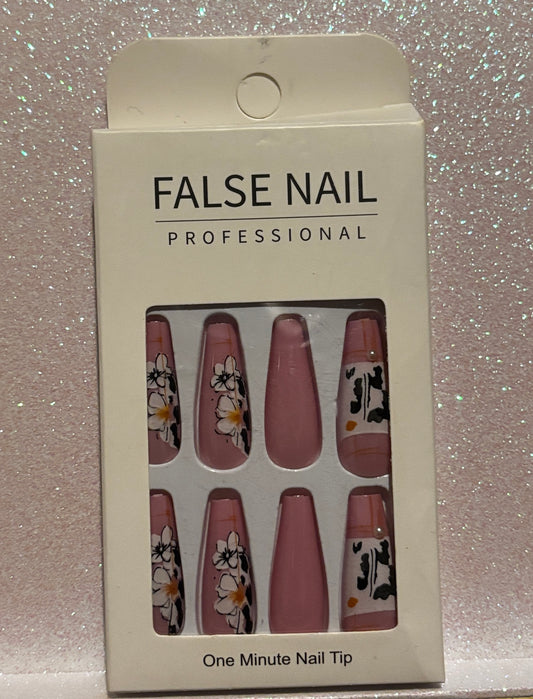 FALSE NAIL
PROFESSIONAL
One Minute Nail Tip